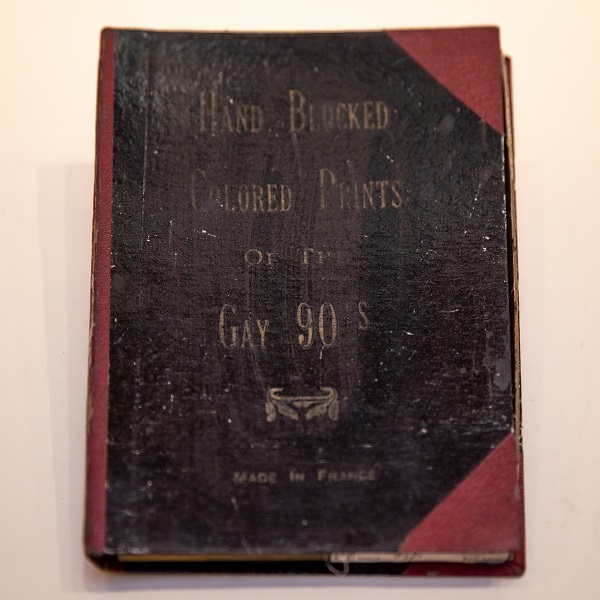 Hand Blocked
Colored Prints
Of The
Gay 90's
Made In France